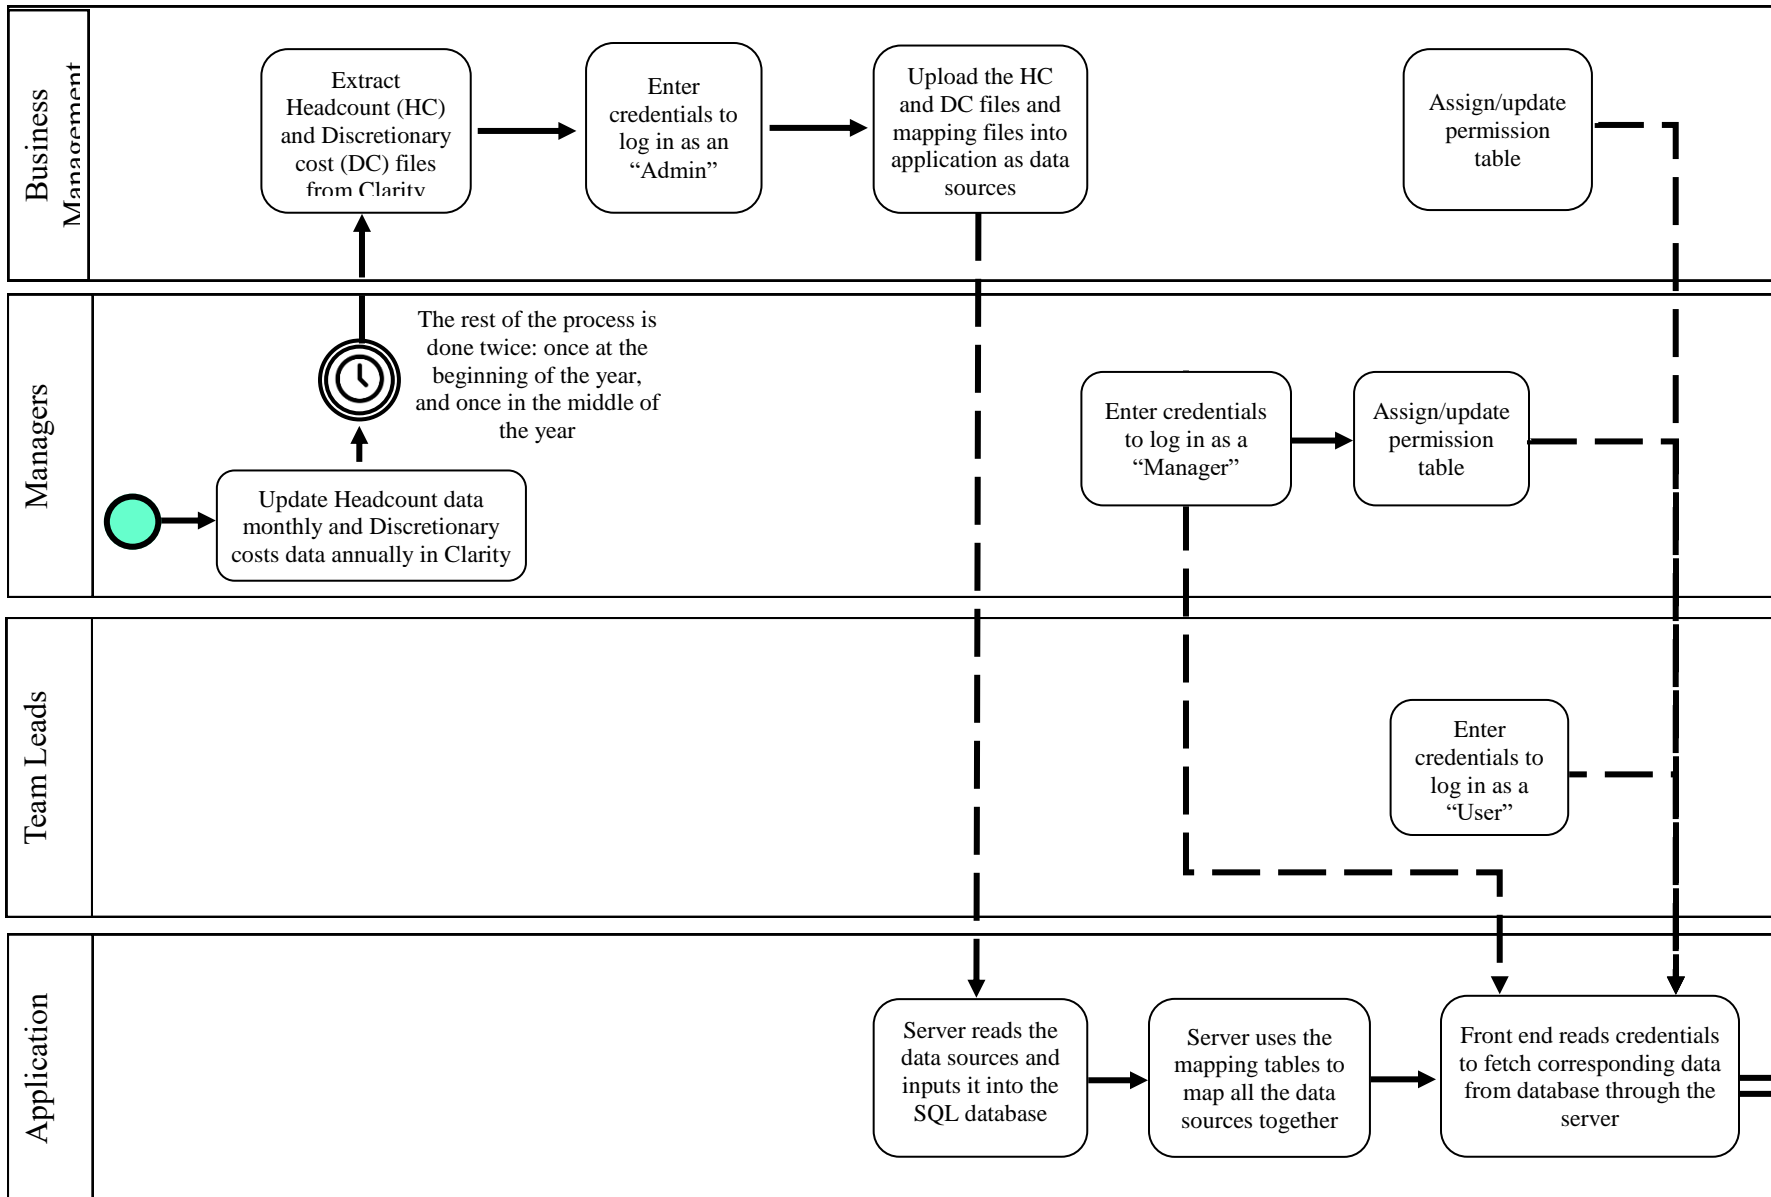 Business
Management
Extract
Headcount (HC)
and Discretionary
cost (DC) files
from Clarity
Enter
credentials to
log in as an
“Admin”
Upload the HC
and DC files and
mapping files into
application as data
sources
Assign/update
permission
table
Managers
The rest of the process is
done twice: once at the
beginning of the year,
and once in the middle of
the year
Update Headcount data
monthly and Discretionary
costs data annually in Clarity
Enter credentials
to log in as a
“Manager”
Assign/update
permission
table
Team Leads
Enter
credentials to
log in as a
“User”
Application
Server reads the
data sources and
inputs it into the
SQL database
Server uses the
mapping tables to
map all the data
sources together
Front end reads credentials
to fetch corresponding data
from database through the
server